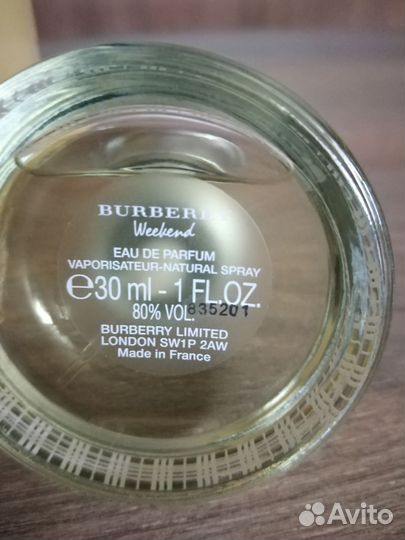 BURBERRY
Weekend
EAU DE PARFUM
VAPORISATEUR-NATURAL SPRAY
℮30 ml - 1 FL.OZ.
80% VOL. 835201
BURBERRY LIMITED
LONDON SW1P 2AW
Made in France
Avito